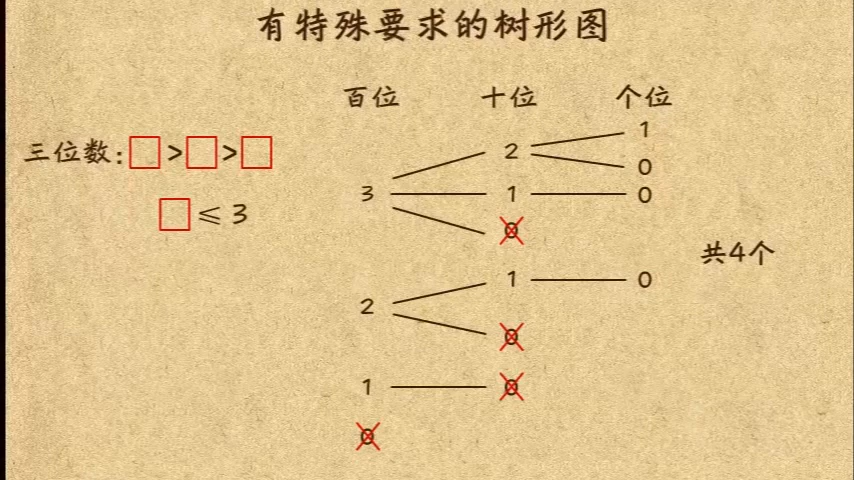 有特殊要求的树形图
百位 十位 个位
三位数:□>□>□
□≤3
3 2 1
0
1 0
0
2 1 0
0
1 0
0
共4个